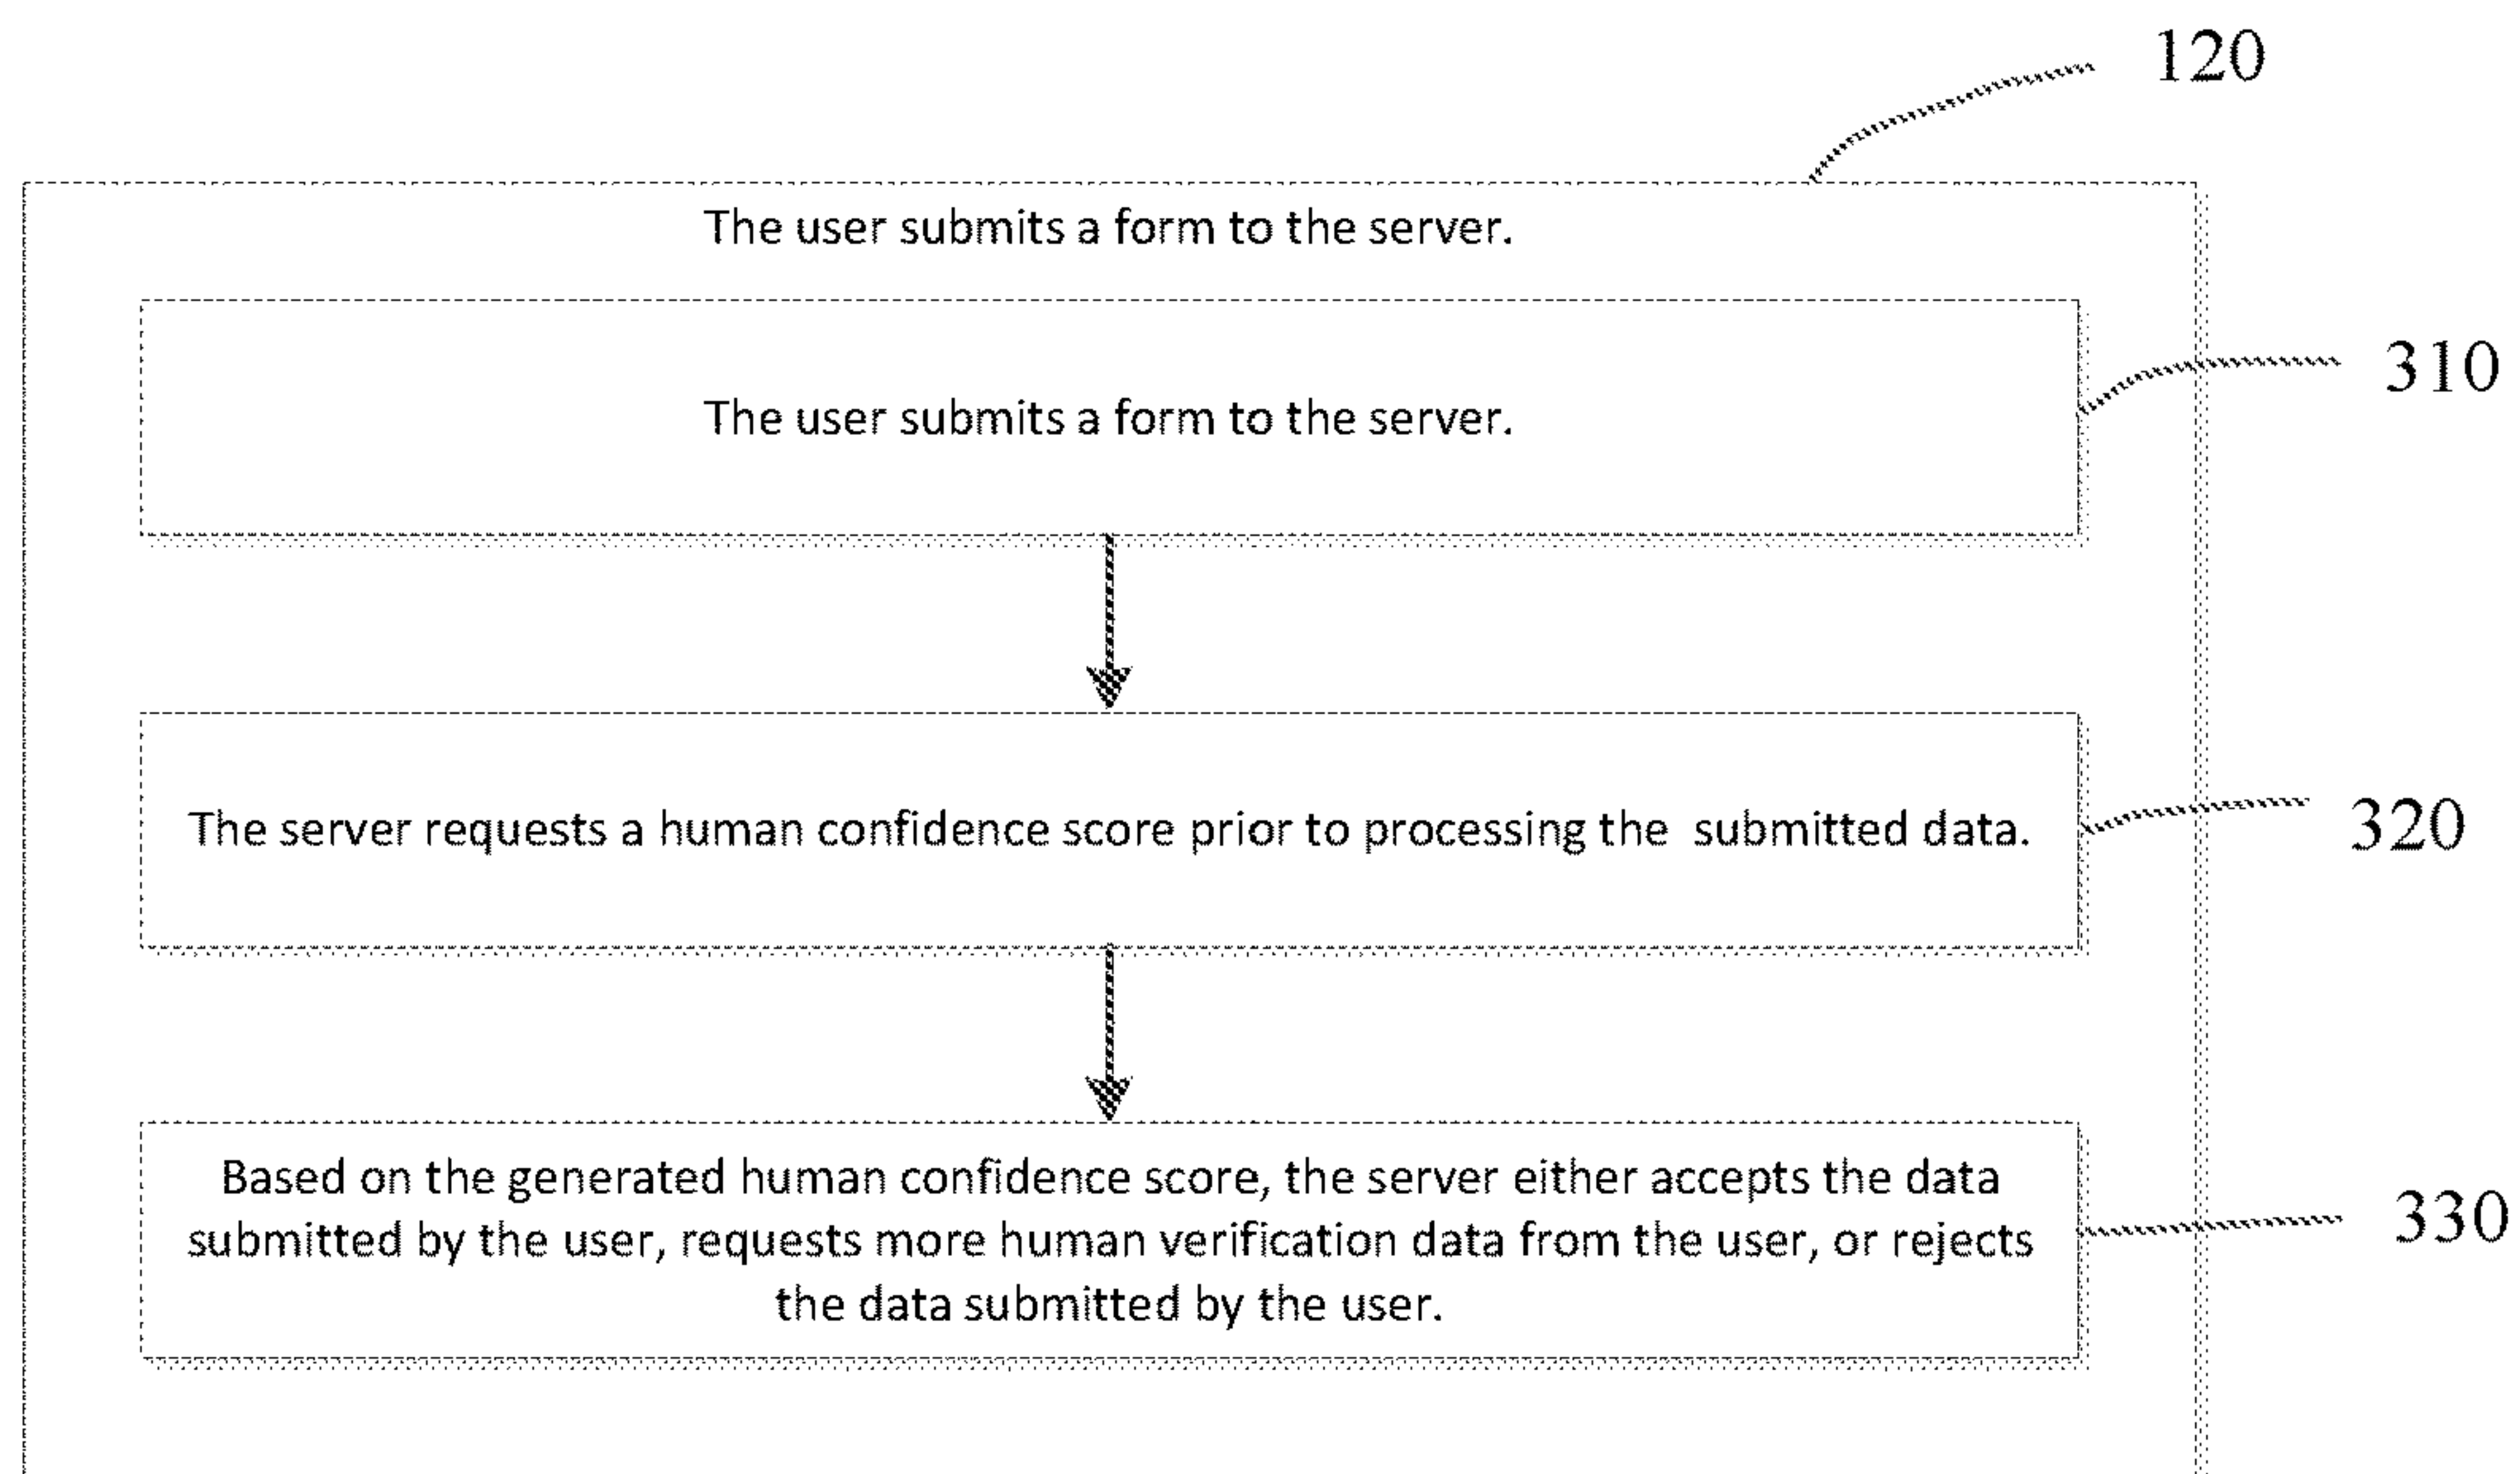 120
The user submits a form to the server.
The user submits a form to the server.
310
The server requests a human confidence score prior to processing the  submitted data.
320
Based on the generated human confidence score, the server either accepts the data
submitted by the user, requests more human verification data from the user, or rejects
the data submitted by the user.
330